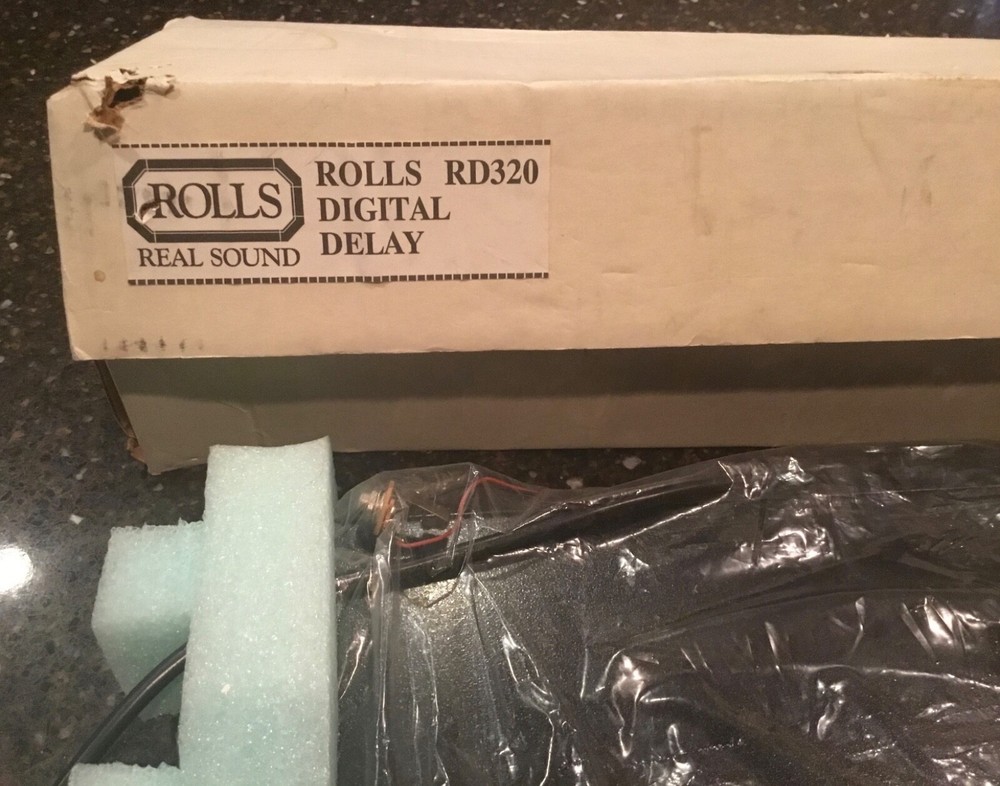 ROLLS
REAL SOUND
ROLLS RD320
DIGITAL
DELAY